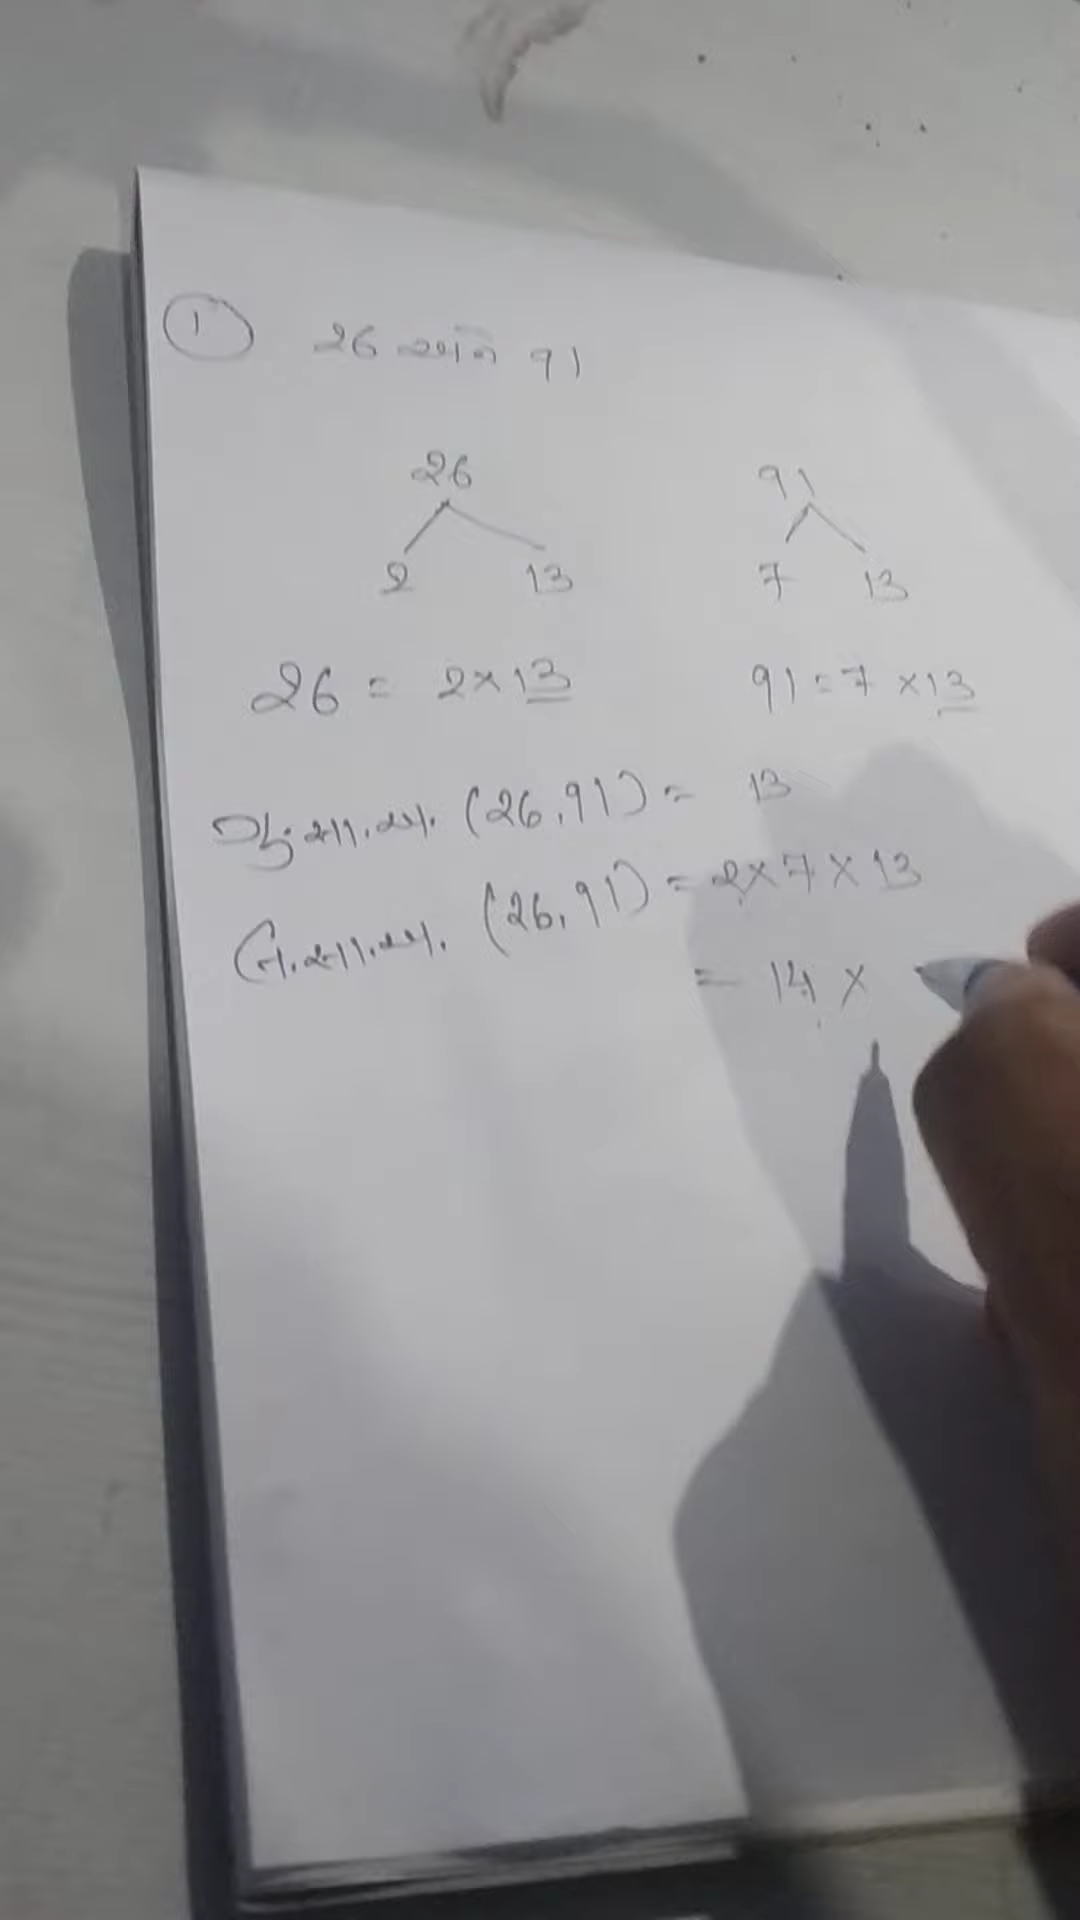 1 26 અને 91
26 91
2 13 7 13
26 = 2 × 13 91 = 7 × 13
ગુ.સા.અ. (26, 91) = 13
લ.સા.અ. (26, 91) = 2 × 7 × 13
= 14 ×